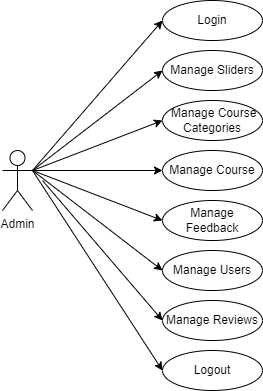 Login
Manage Sliders
Manage Course
Categories
Manage Course
Admin
Manage
Feedback
Manage Users
Manage Reviews
Logout